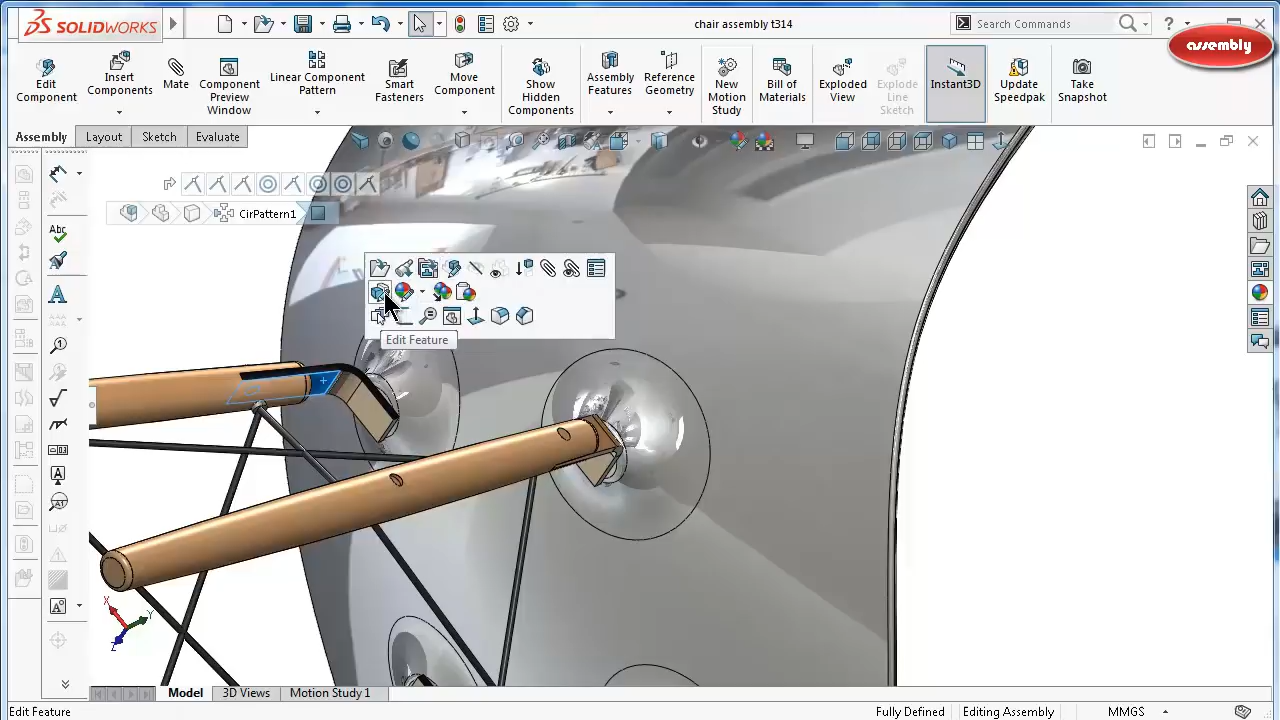 SOLIDWORKS
chair assembly t314
Search Commands
?
assembly
Edit
Component
Insert
Components
Mate
Component
Preview
Window
Linear Component
Pattern
Smart
Fasteners
Move
Component
Show
Hidden
Components
Assembly
Features
Reference
Geometry
New
Motion
Study
Bill of
Materials
Exploded
View
Explode
Line
Sketch
Instant3D
Update
Speedpak
Take
Snapshot
Assembly
Layout
Sketch
Evaluate
CirPattern1
Abc
A
Edit Feature
X
Y
Z
Model
3D Views
Motion Study 1
Edit Feature
Fully Defined
Editing Assembly
MMGS